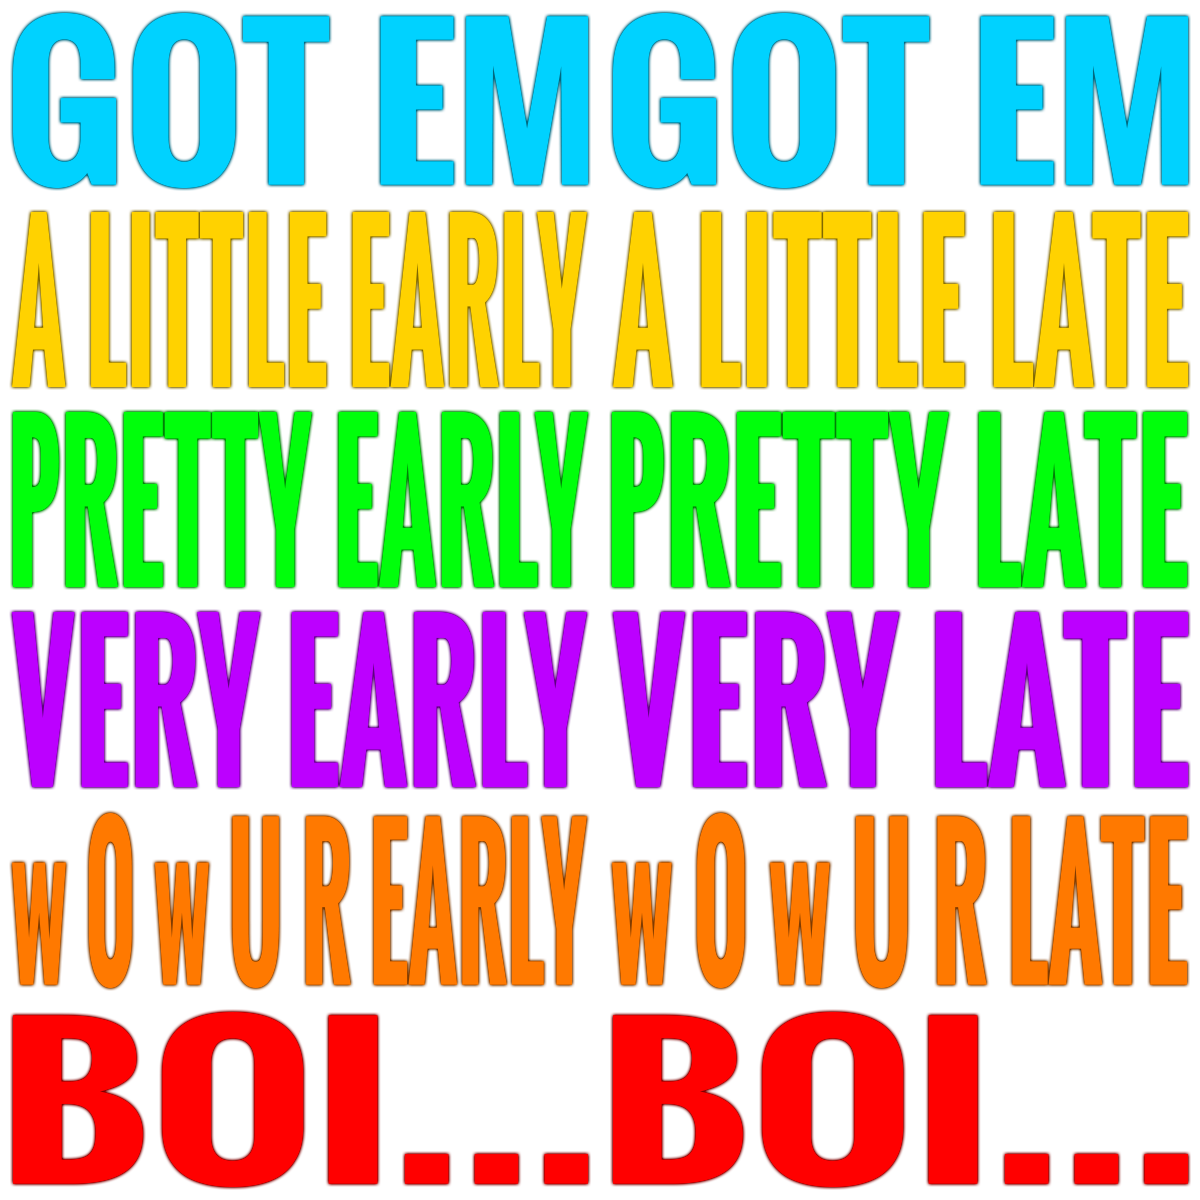 GOT EM GOT EM
A LITTLE EARLY A LITTLE LATE
PRETTY EARLY PRETTY LATE
VERY EARLY VERY LATE
w O w U R EARLY w O w U R LATE
BOI... BOI...